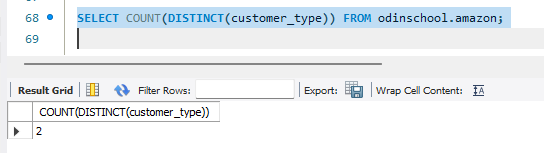 68 SELECT COUNT(DISTINCT(customer_type)) FROM odinschool.amazon;
69
Result Grid Filter Rows: Export: Wrap Cell Content:
COUNT(DISTINCT(customer_type))
2